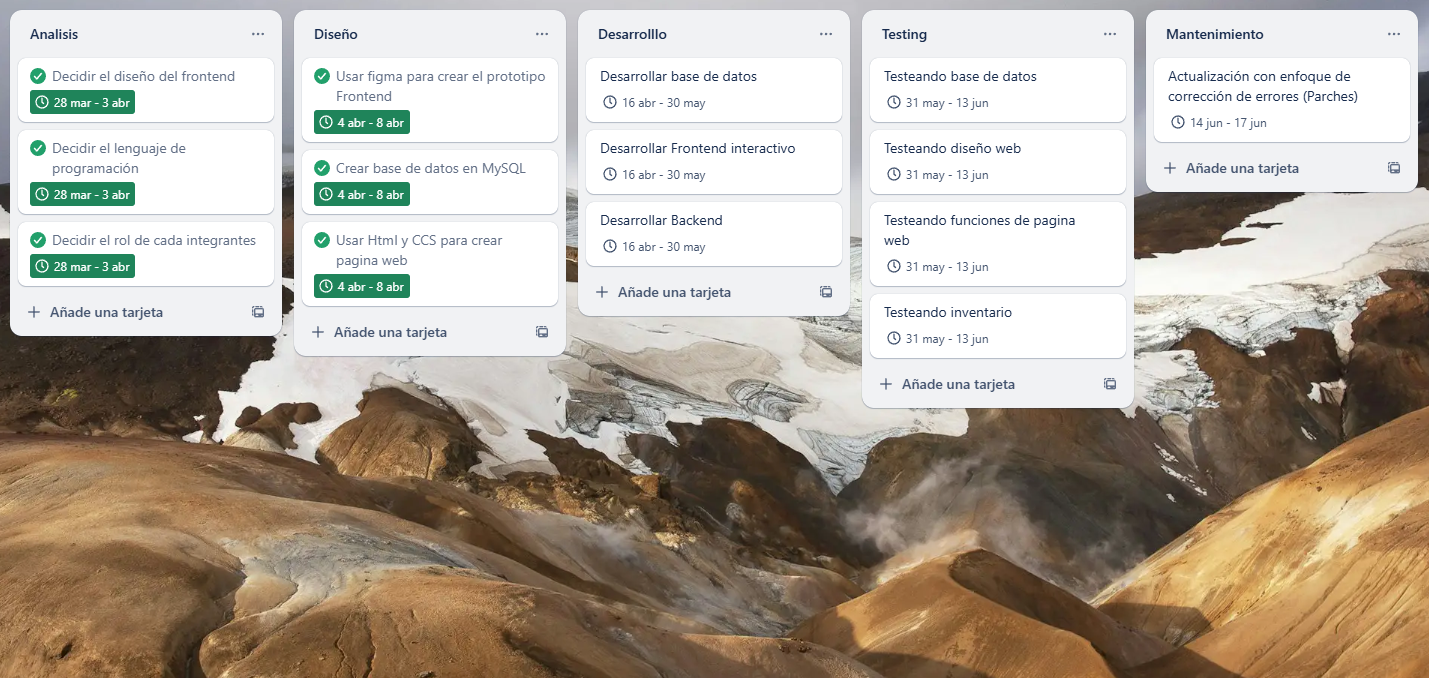 Analisis
Decidir el diseño del frontend
28 mar - 3 abr
Decidir el lenguaje de
programación
28 mar - 3 abr
Decidir el rol de cada integrantes
28 mar - 3 abr
Añade una tarjeta
Diseño
Usar figma para crear el prototipo
Frontend
4 abr - 8 abr
Crear base de datos en MySQL
4 abr - 8 abr
Usar Html y CCS para crear
pagina web
4 abr - 8 abr
Añade una tarjeta
Desarrolllo
Desarrollar base de datos
16 abr - 30 may
Desarrollar Frontend interactivo
16 abr - 30 may
Desarrollar Backend
16 abr - 30 may
Añade una tarjeta
Testing
Testeando base de datos
31 may - 13 jun
Testeando diseño web
31 may - 13 jun
Testeando funciones de pagina
web
31 may - 13 jun
Testeando inventario
31 may - 13 jun
Añade una tarjeta
Mantenimiento
Actualización con enfoque de
corrección de errores (Parches)
14 jun - 17 jun
Añade una tarjeta